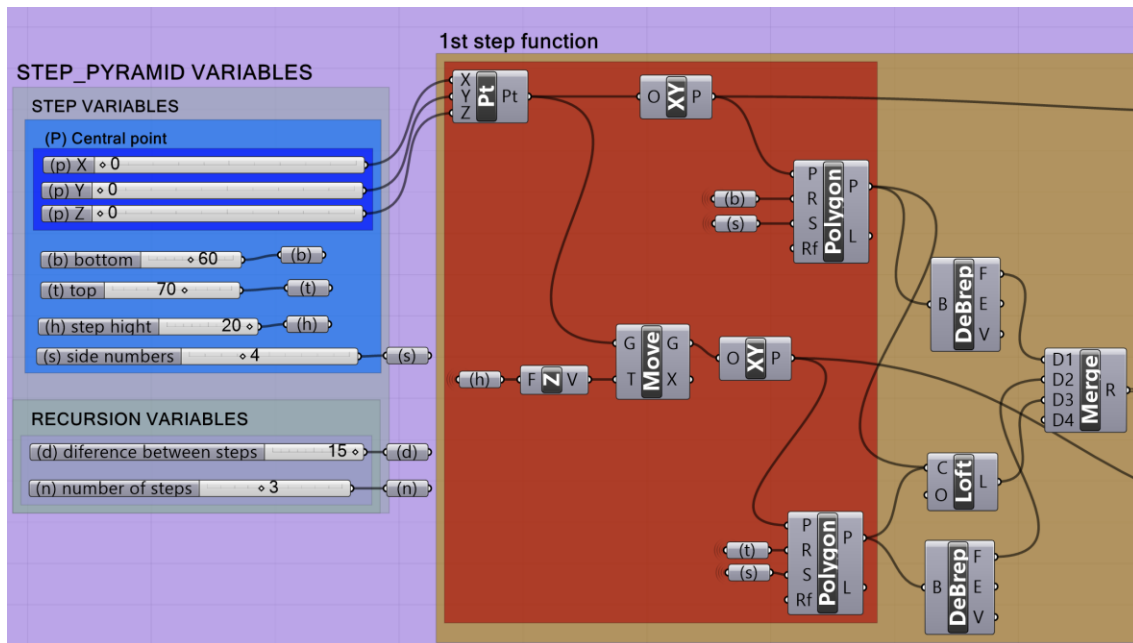 STEP_PYRAMID VARIABLES
STEP VARIABLES
(P) Central point
(p) X 0
(p) Y 0
(p) Z 0
(b) bottom 60 (b)
(t) top 70 (t)
(h) step hight 20 (h)
(s) side numbers 4 (s)
RECURSION VARIABLES
(d) diference between steps 15 (d)
(n) number of steps 3 (n)
1st step function
X
Y
Z
Pt
Pt
O XY P
P
(b) R
(s) S
Rf
Polygon
P
L
(h) F Z V
G
T
Move
G
X
O XY P
P
(t) R
(s) S
Rf
Polygon
P
L
B
DeBrep
F
E
V
C
O
Loft
L
B
DeBrep
F
E
V
D1
D2
D3
D4
Merge
R